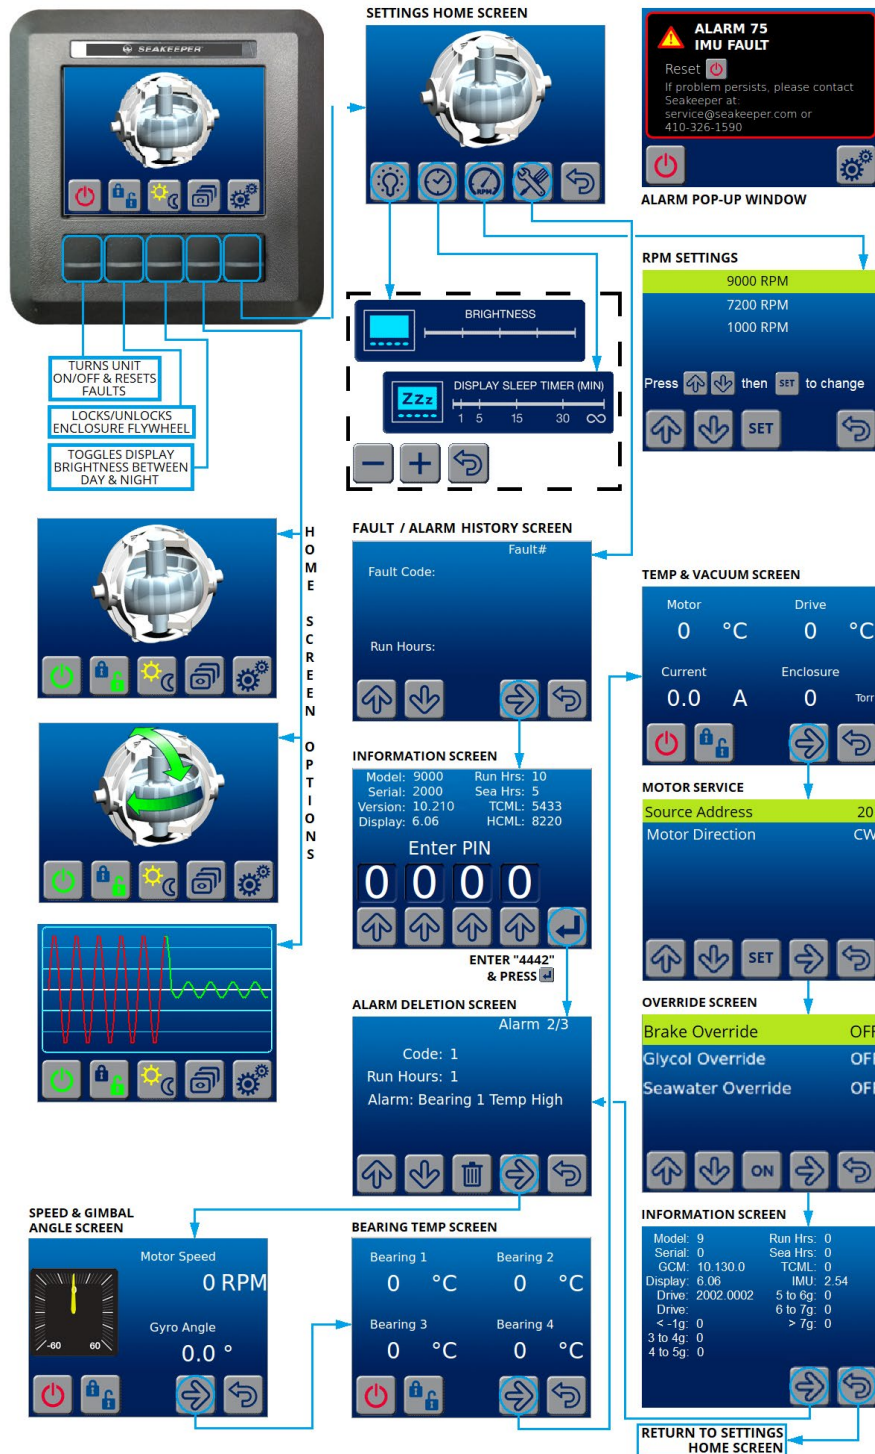 SETTINGS HOME SCREEN
SEAKEEPER
RPM
ALARM 75
IMU FAULT
Reset
If problem persists, please contact
Seakeeper at:
service@seakeeper.com or
410-326-1590
ALARM POP-UP WINDOW
RPM SETTINGS
9000 RPM
7200 RPM
1000 RPM
Press then SET to change
SET
BRIGHTNESS
ZZz
DISPLAY SLEEP TIMER (MIN)
1 5 15 30 ∞
TURNS UNIT
ON/OFF & RESETS
FAULTS
LOCKS/UNLOCKS
ENCLOSURE FLYWHEEL
TOGGLES DISPLAY
BRIGHTNESS BETWEEN
DAY & NIGHT
HOME SCREEN OPTIONS
FAULT / ALARM HISTORY SCREEN
Fault#
Fault Code:
Run Hours:
INFORMATION SCREEN
Model: 9000 Run Hrs: 10
Serial: 2000 Sea Hrs: 5
Version: 10.210 TCML: 5433
Display: 6.06 HCML: 8220
Enter PIN
0 0 0 0
ENTER "4442"
& PRESS
ALARM DELETION SCREEN
Alarm 2/3
Code: 1
Run Hours: 1
Alarm: Bearing 1 Temp High
SPEED & GIMBAL
ANGLE SCREEN
Motor Speed
0 RPM
Gyro Angle
0.0 °
-60 60
BEARING TEMP SCREEN
Bearing 1 Bearing 2
0 °C 0 °C
Bearing 3 Bearing 4
0 °C 0 °C
TEMP & VACUUM SCREEN
Motor Drive
0 °C 0 °C
Current Enclosure
0.0 A 0 Torr
MOTOR SERVICE
Source Address 20
Motor Direction CW
SET
OVERRIDE SCREEN
Brake Override OFF
Glycol Override OFF
Seawater Override OFF
ON
INFORMATION SCREEN
Model: 9 Run Hrs: 0
Serial: 0 Sea Hrs: 0
GCM: 10.130.0 TCML: 0
Display: 6.06 IMU: 2.54
Drive: 2002.0002 5 to 6g: 0
Drive: 6 to 7g: 0
< -1g: 0 > 7g: 0
3 to 4g: 0
4 to 5g: 0
RETURN TO SETTINGS
HOME SCREEN